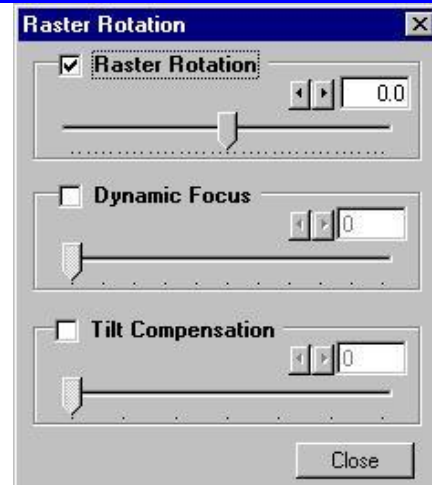 Raster Rotation
Raster Rotation
0.0
Dynamic Focus
0
Tilt Compensation
0
Close